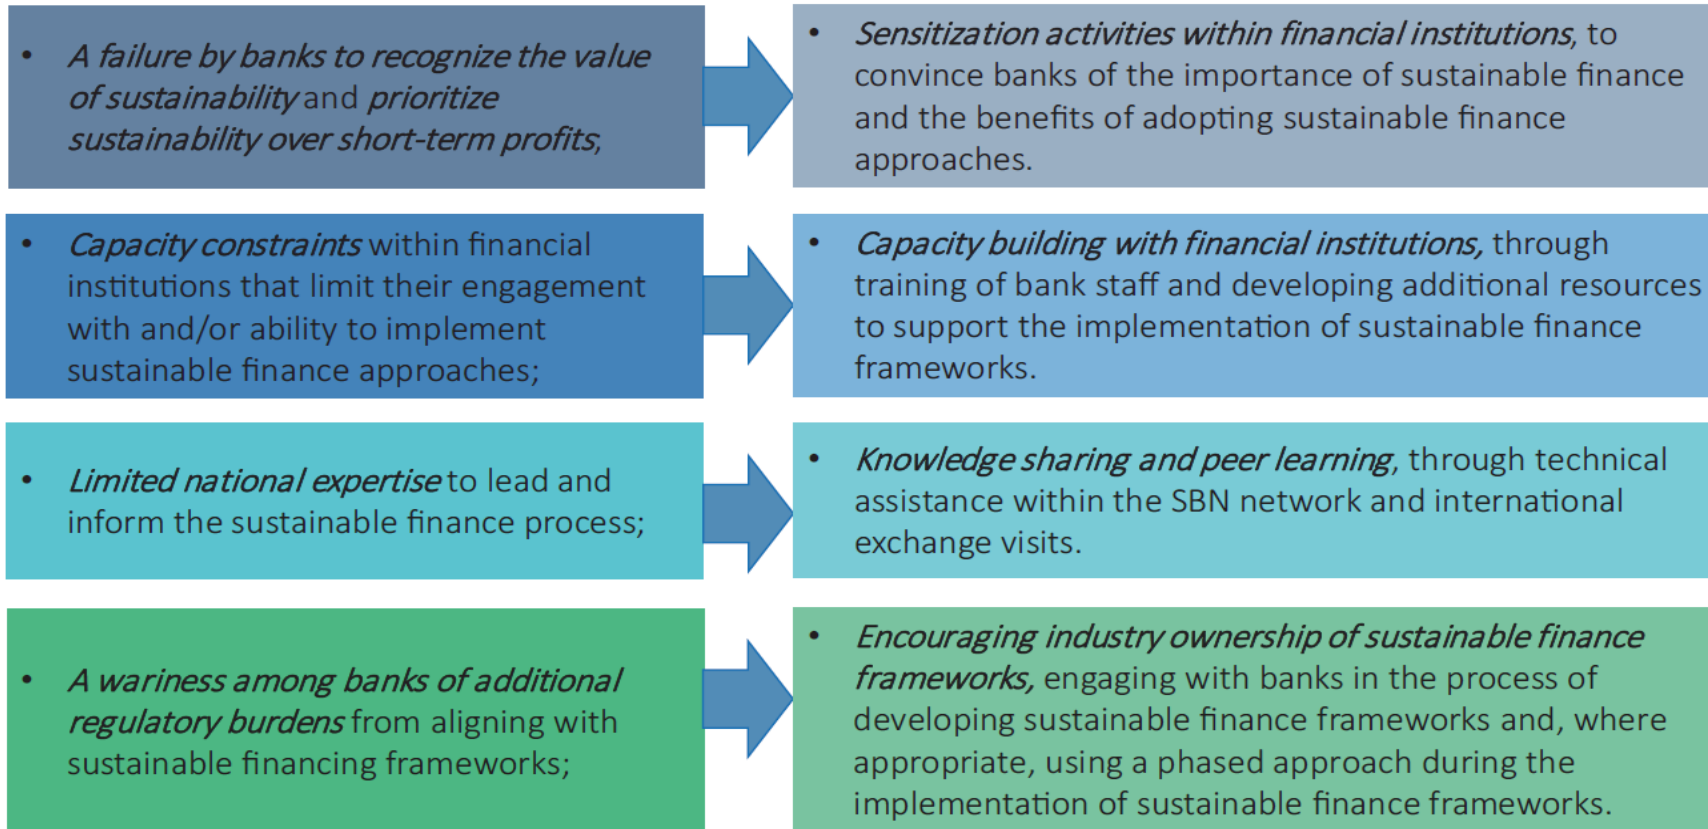 • A failure by banks to recognize the value
of sustainability and prioritize
sustainability over short-term profits;
• Sensitization activities within financial institutions, to
convince banks of the importance of sustainable finance
and the benefits of adopting sustainable finance
approaches.
• Capacity constraints within financial
institutions that limit their engagement
with and/or ability to implement
sustainable finance approaches;
• Capacity building with financial institutions, through
training of bank staff and developing additional resources
to support the implementation of sustainable finance
frameworks.
• Limited national expertise to lead and
inform the sustainable finance process;
• Knowledge sharing and peer learning, through technical
assistance within the SBN network and international
exchange visits.
• A wariness among banks of additional
regulatory burdens from aligning with
sustainable financing frameworks;
• Encouraging industry ownership of sustainable finance
frameworks, engaging with banks in the process of
developing sustainable finance frameworks and, where
appropriate, using a phased approach during the
implementation of sustainable finance frameworks.